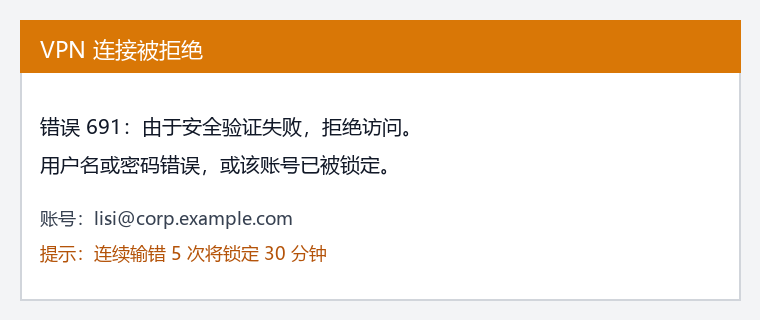 VPN 连接被拒绝
错误 691：由于安全验证失败，拒绝访问。
用户名或密码错误，或该账号已被锁定。
账号：lisi@corp.example.com
提示：连续输错 5 次将锁定 30 分钟